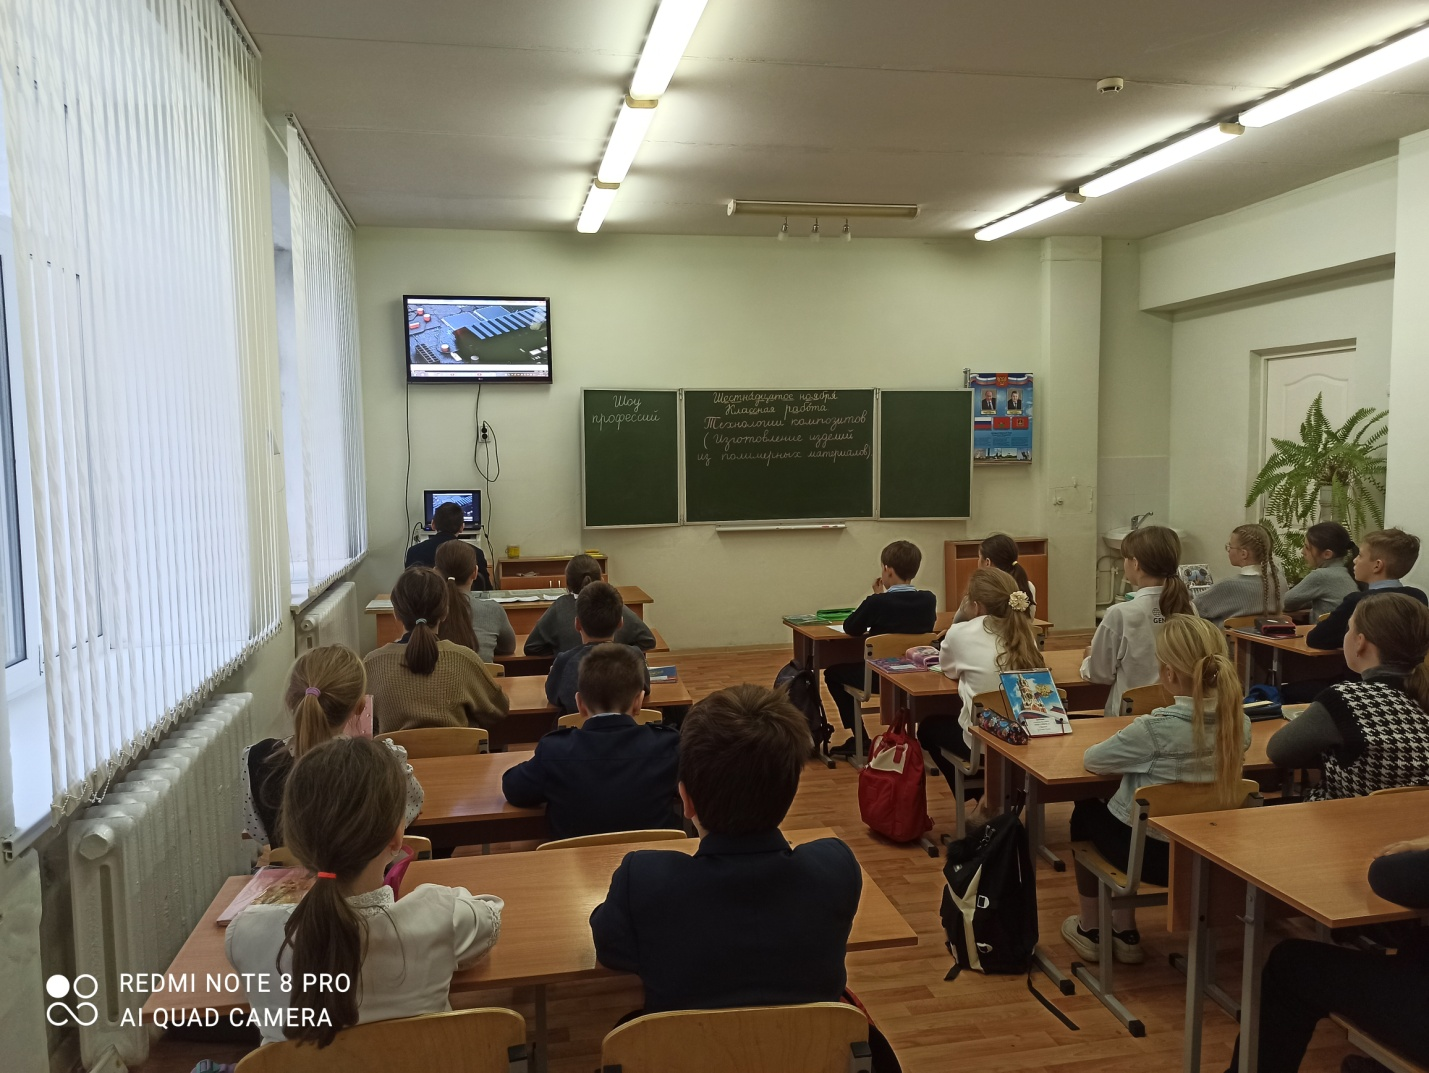 Шоу
профессий
Шестнадцатое ноября
Классная работа
Технологии композитов
( Изготовление изделий
из полимерных материалов)
GEN
REDMI NOTE 8 PRO
AI QUAD CAMERA